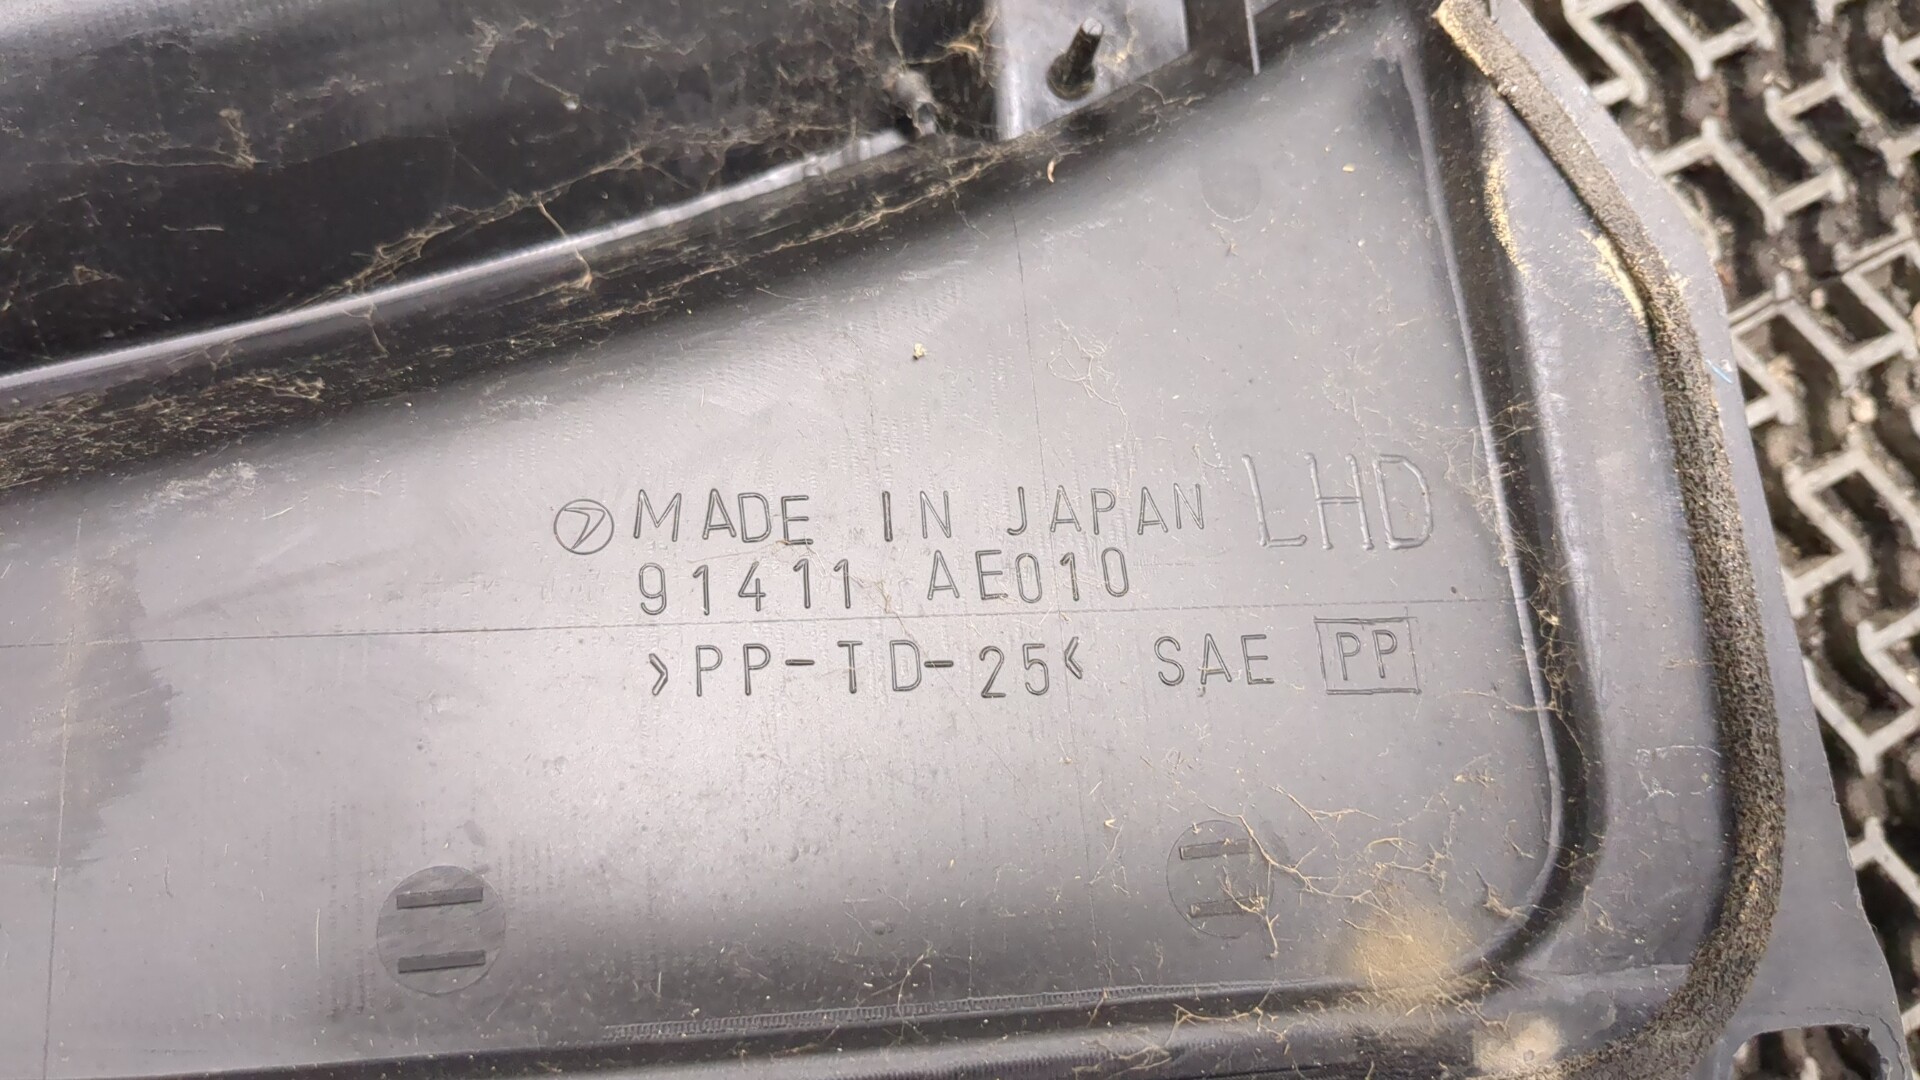 MADE IN JAPAN LHD
91411 AE010
>PP-TD-25< SAE PP